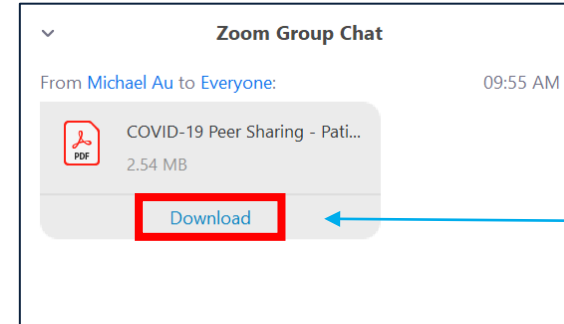 Zoom Group Chat
From Michael Au to Everyone: 09:55 AM
COVID-19 Peer Sharing - Pati...
PDF
2.54 MB
Download